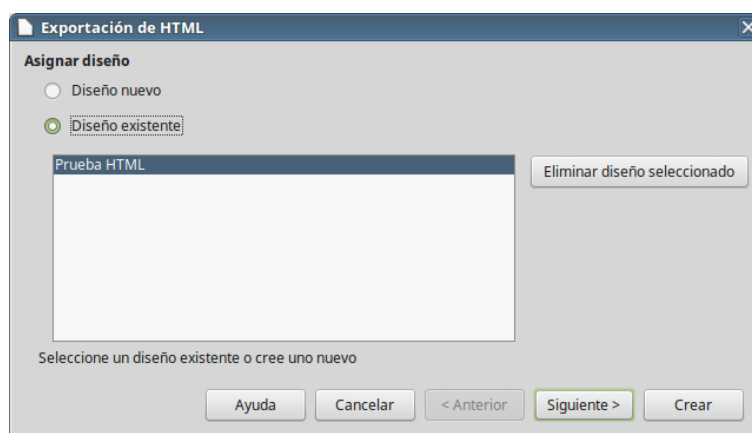 Exportación de HTML
Asignar diseño
Diseño nuevo
Diseño existente
Prueba HTML
Eliminar diseño seleccionado
Seleccione un diseño existente o cree uno nuevo
Ayuda Cancelar < Anterior Siguiente > Crear